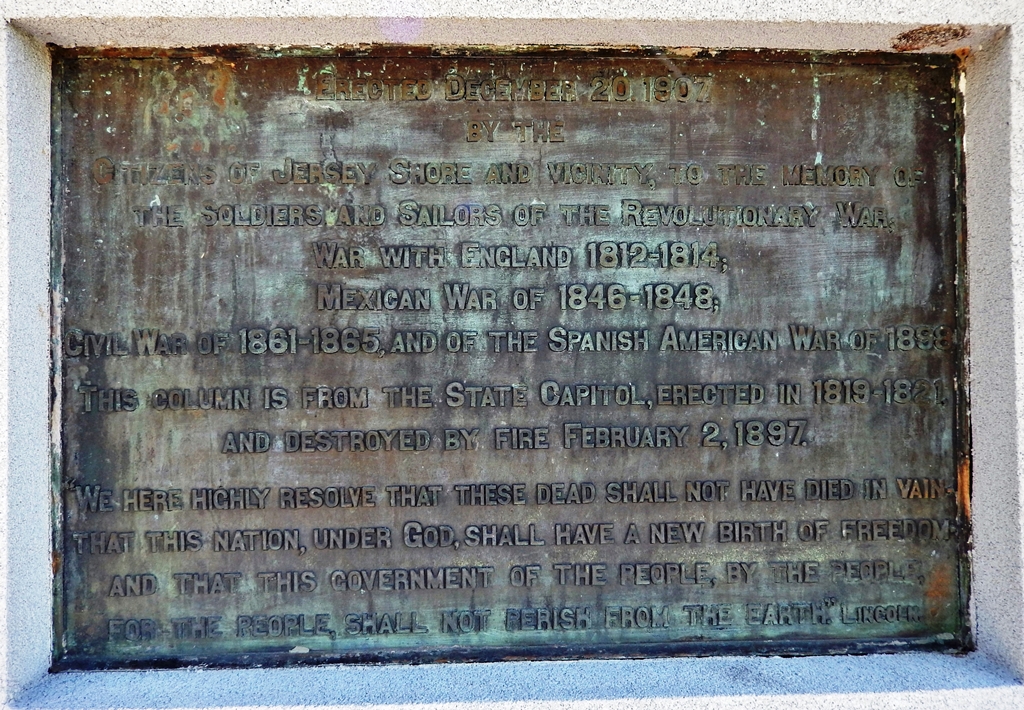 Erected December 20 1907
by the
Citizens of Jersey Shore and vicinity, to the memory of
the soldiers and Sailors of the Revolutionary War,
War with England 1812-1814;
Mexican War of 1846-1848;
Civil War of 1861-1865, and of the Spanish American War of 1898
This column is from the State Capitol, erected in 1819-1821,
and destroyed by fire February 2, 1897.
"We here highly resolve that these dead shall not have died in vain-
that this nation, under God, shall have a new birth of freedom-
and that this government of the people, by the people,
for the people, shall not perish from the earth." Lincoln.